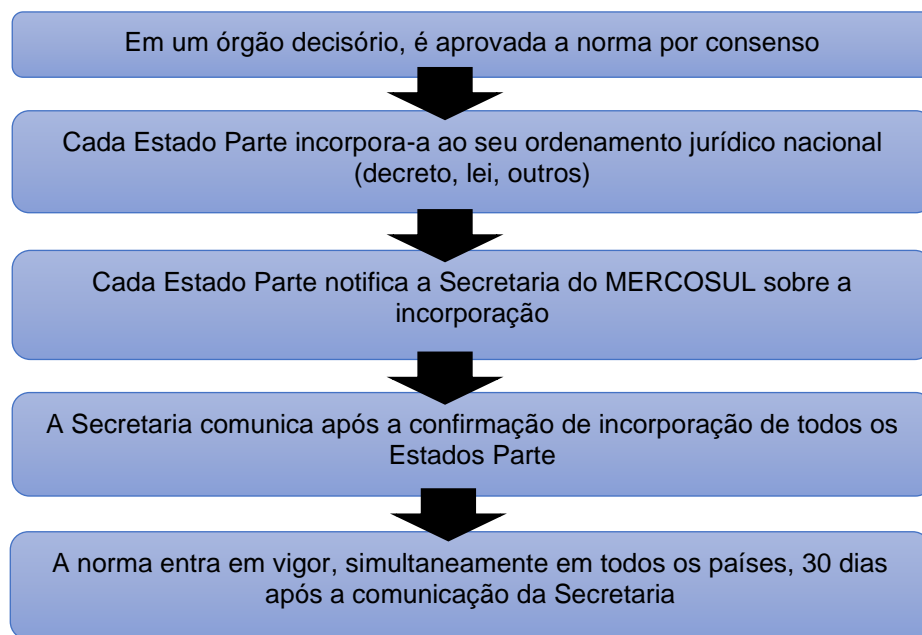 Em um órgão decisório, é aprovada a norma por consenso
Cada Estado Parte incorpora-a ao seu ordenamento jurídico nacional
(decreto, lei, outros)
Cada Estado Parte notifica a Secretaria do MERCOSUL sobre a
incorporação
A Secretaria comunica após a confirmação de incorporação de todos os
Estados Parte
A norma entra em vigor, simultaneamente em todos os países, 30 dias
após a comunicação da Secretaria